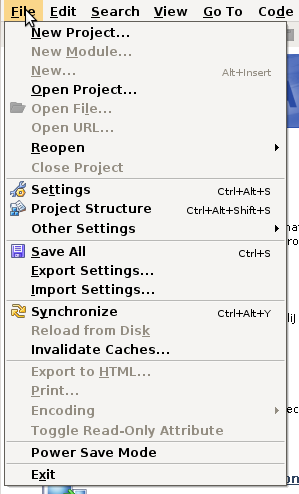 File Edit Search View Go To Code
New Project...
New Module...
New... Alt+Insert
Open Project...
Open File...
Open URL...
Reopen
Close Project
Settings Ctrl+Alt+S
Project Structure Ctrl+Alt+Shift+S
Other Settings
Save All Ctrl+S
Export Settings...
Import Settings...
Synchronize Ctrl+Alt+Y
Reload from Disk
Invalidate Caches...
Export to HTML...
Print...
Encoding
Toggle Read-Only Attribute
Power Save Mode
Exit